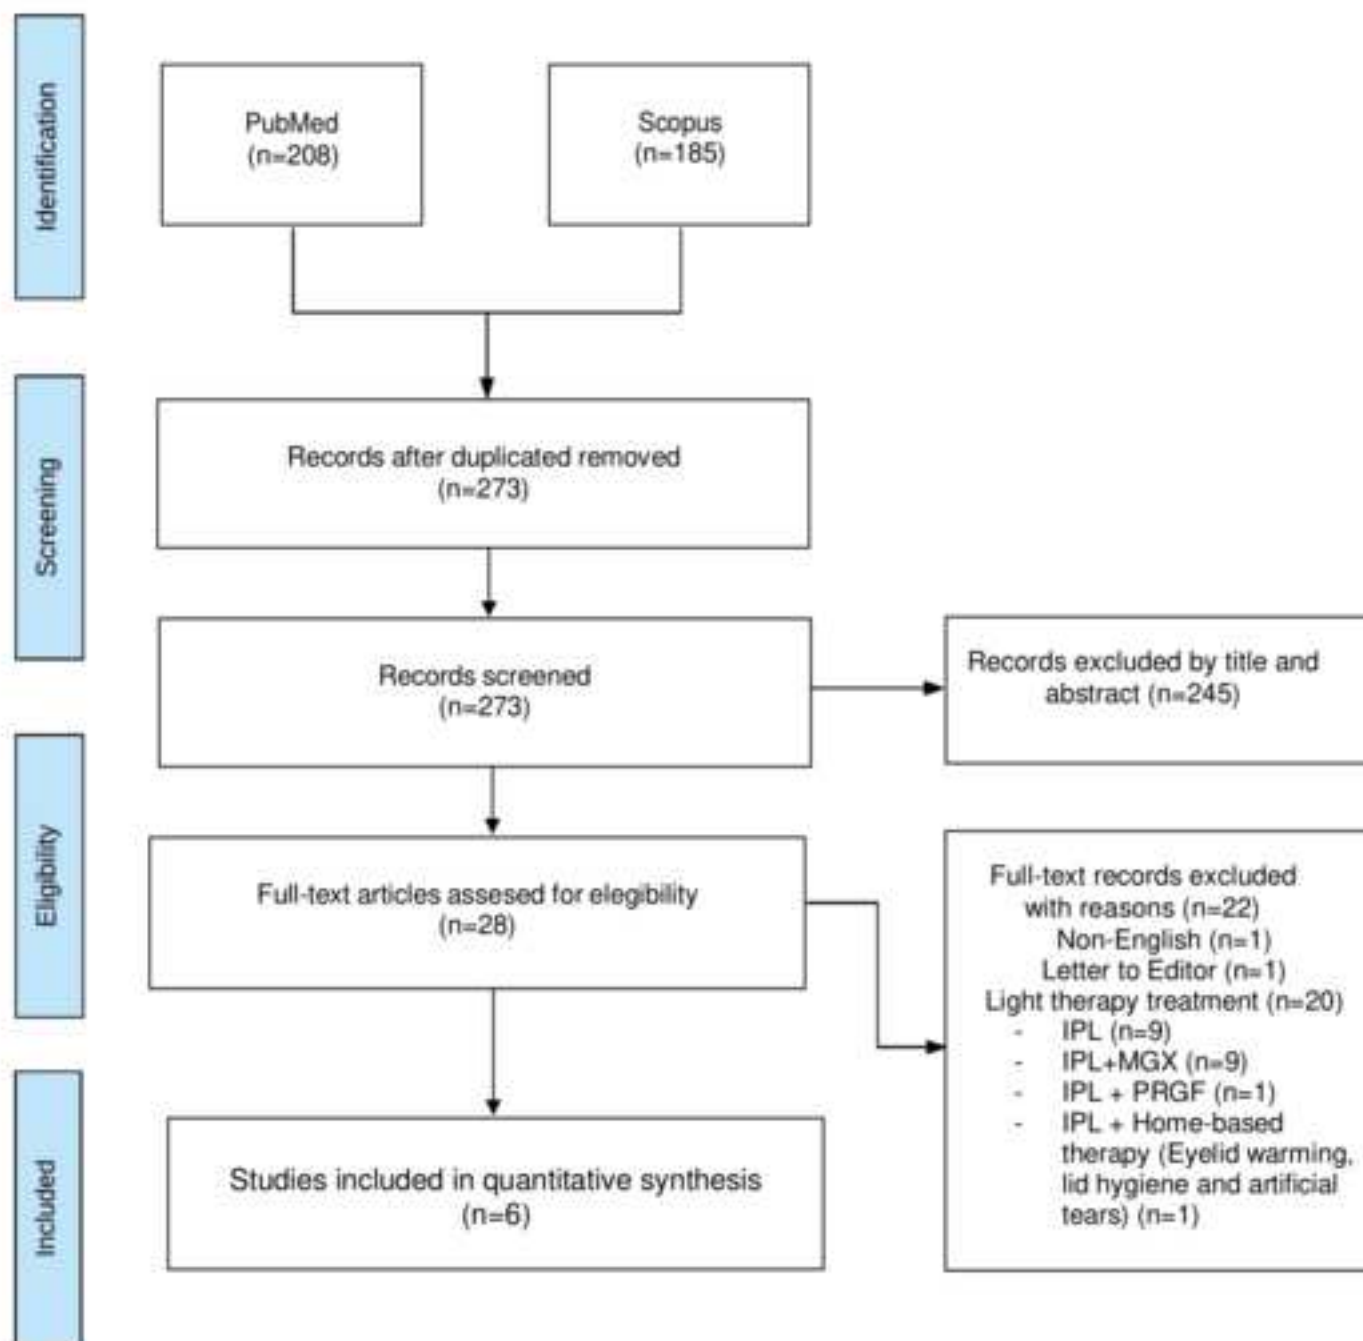 Identification
PubMed
(n=208)
Scopus
(n=185)
Screening
Records after duplicated removed
(n=273)
Records screened
(n=273)
Records excluded by title and
abstract (n=245)
Eligibility
Full-text articles assesed for elegibility
(n=28)
Full-text records excluded
with reasons (n=22)
Non-English (n=1)
Letter to Editor (n=1)
Light therapy treatment (n=20)
- IPL (n=9)
- IPL+MGX (n=9)
- IPL + PRGF (n=1)
- IPL + Home-based
therapy (Eyelid warming,
lid hygiene and artificial
tears) (n=1)
Included
Studies included in quantitative synthesis
(n=6)